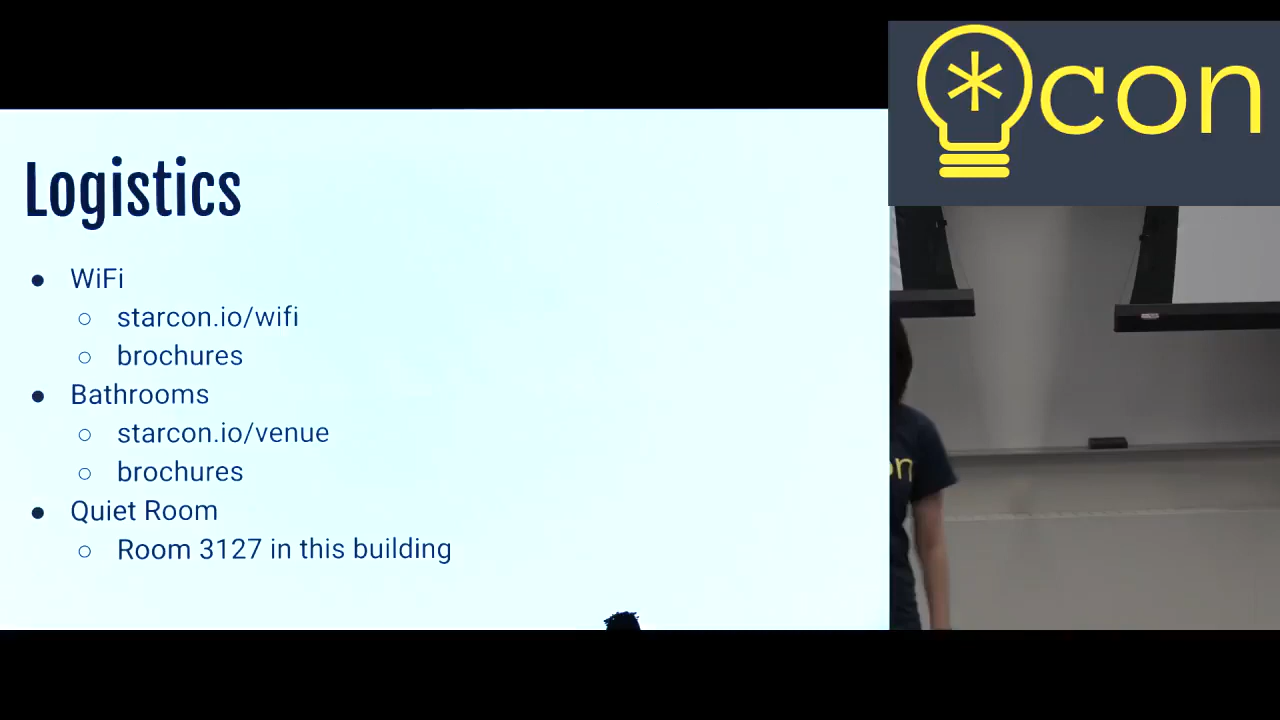 *con
Logistics
● WiFi
○ starcon.io/wifi
○ brochures
● Bathrooms
○ starcon.io/venue
○ brochures
● Quiet Room
○ Room 3127 in this building
on